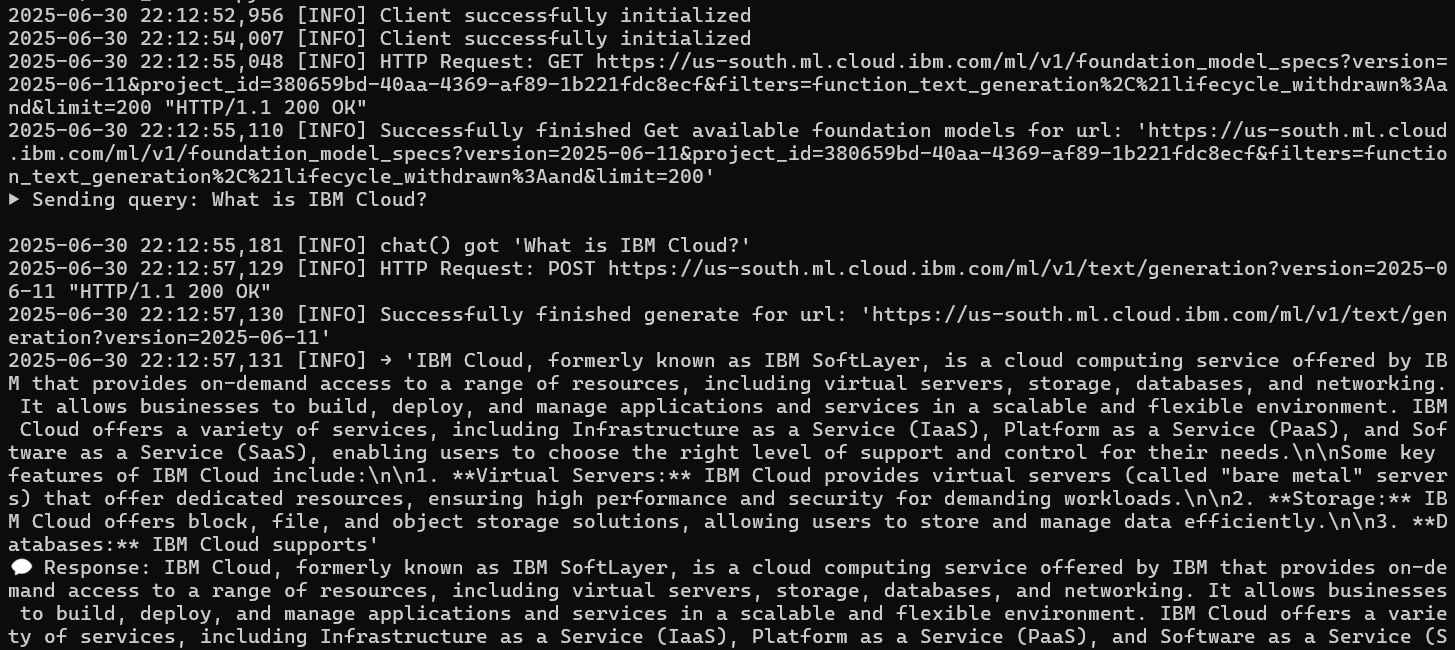 2025-06-30 22:12:52,956 [INFO] Client successfully initialized
2025-06-30 22:12:54,007 [INFO] Client successfully initialized
2025-06-30 22:12:55,048 [INFO] HTTP Request: GET https://us-south.ml.cloud.ibm.com/ml/v1/foundation_model_specs?version=
2025-06-11&project_id=380659bd-40aa-4369-af89-1b221fdc8ecf&filters=function_text_generation%2C%21lifecycle_withdrawn%3Aa
nd&limit=200 "HTTP/1.1 200 OK"
2025-06-30 22:12:55,110 [INFO] Successfully finished Get available foundation models for url: 'https://us-south.ml.cloud
.ibm.com/ml/v1/foundation_model_specs?version=2025-06-11&project_id=380659bd-40aa-4369-af89-1b221fdc8ecf&filters=functio
n_text_generation%2C%21lifecycle_withdrawn%3Aand&limit=200'
▶ Sending query: What is IBM Cloud?
2025-06-30 22:12:55,181 [INFO] chat() got 'What is IBM Cloud?'
2025-06-30 22:12:57,129 [INFO] HTTP Request: POST https://us-south.ml.cloud.ibm.com/ml/v1/text/generation?version=2025-0
6-11 "HTTP/1.1 200 OK"
2025-06-30 22:12:57,130 [INFO] Successfully finished generate for url: 'https://us-south.ml.cloud.ibm.com/ml/v1/text/gen
eration?version=2025-06-11'
2025-06-30 22:12:57,131 [INFO] → 'IBM Cloud, formerly known as IBM SoftLayer, is a cloud computing service offered by IB
M that provides on-demand access to a range of resources, including virtual servers, storage, databases, and networking.
 It allows businesses to build, deploy, and manage applications and services in a scalable and flexible environment. IBM
 Cloud offers a variety of services, including Infrastructure as a Service (IaaS), Platform as a Service (PaaS), and Sof
tware as a Service (SaaS), enabling users to choose the right level of support and control for their needs.\n\nSome key
features of IBM Cloud include:\n\n1. **Virtual Servers:** IBM Cloud provides virtual servers (called "bare metal" server
s) that offer dedicated resources, ensuring high performance and security for demanding workloads.\n\n2. **Storage:** IB
M Cloud offers block, file, and object storage solutions, allowing users to store and manage data efficiently.\n\n3. **D
atabases:** IBM Cloud supports'
💬 Response: IBM Cloud, formerly known as IBM SoftLayer, is a cloud computing service offered by IBM that provides on-de
mand access to a range of resources, including virtual servers, storage, databases, and networking. It allows businesses
 to build, deploy, and manage applications and services in a scalable and flexible environment. IBM Cloud offers a varie
ty of services, including Infrastructure as a Service (IaaS), Platform as a Service (PaaS), and Software as a Service (S